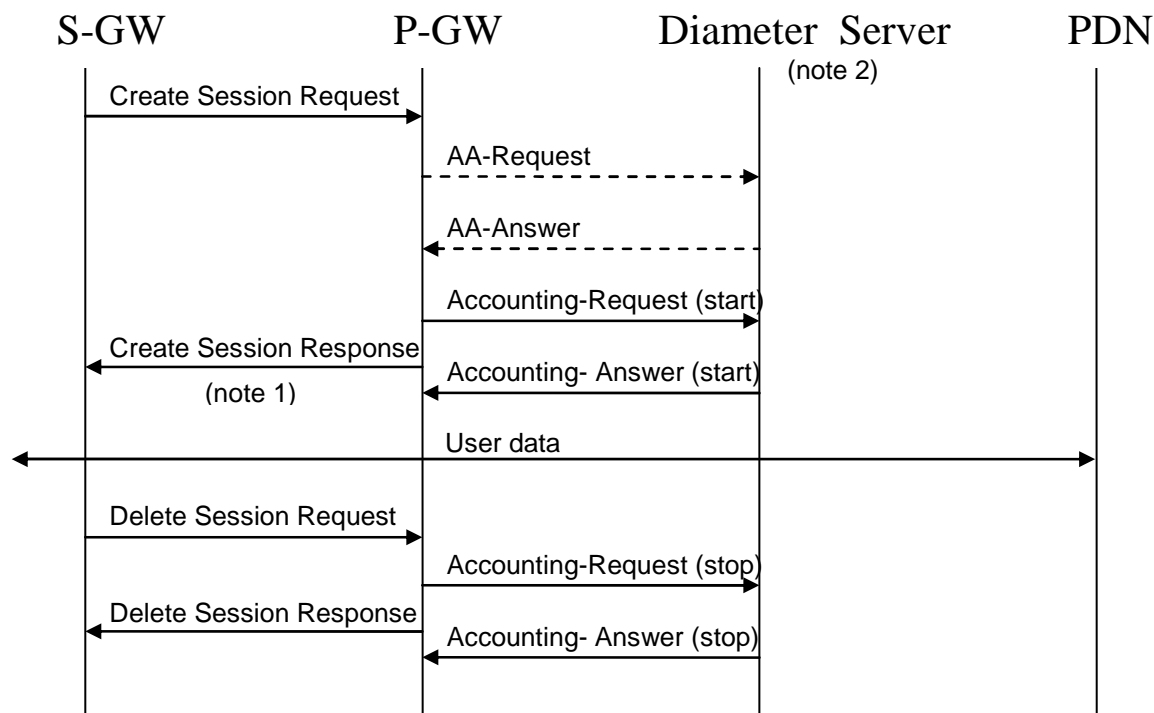 S-GW P-GW Diameter Server PDN
(note 2)
Create Session Request
AA-Request
AA-Answer
Accounting-Request (start)
Create Session Response
Accounting- Answer (start)
(note 1)
User data
Delete Session Request
Accounting-Request (stop)
Delete Session Response
Accounting- Answer (stop)